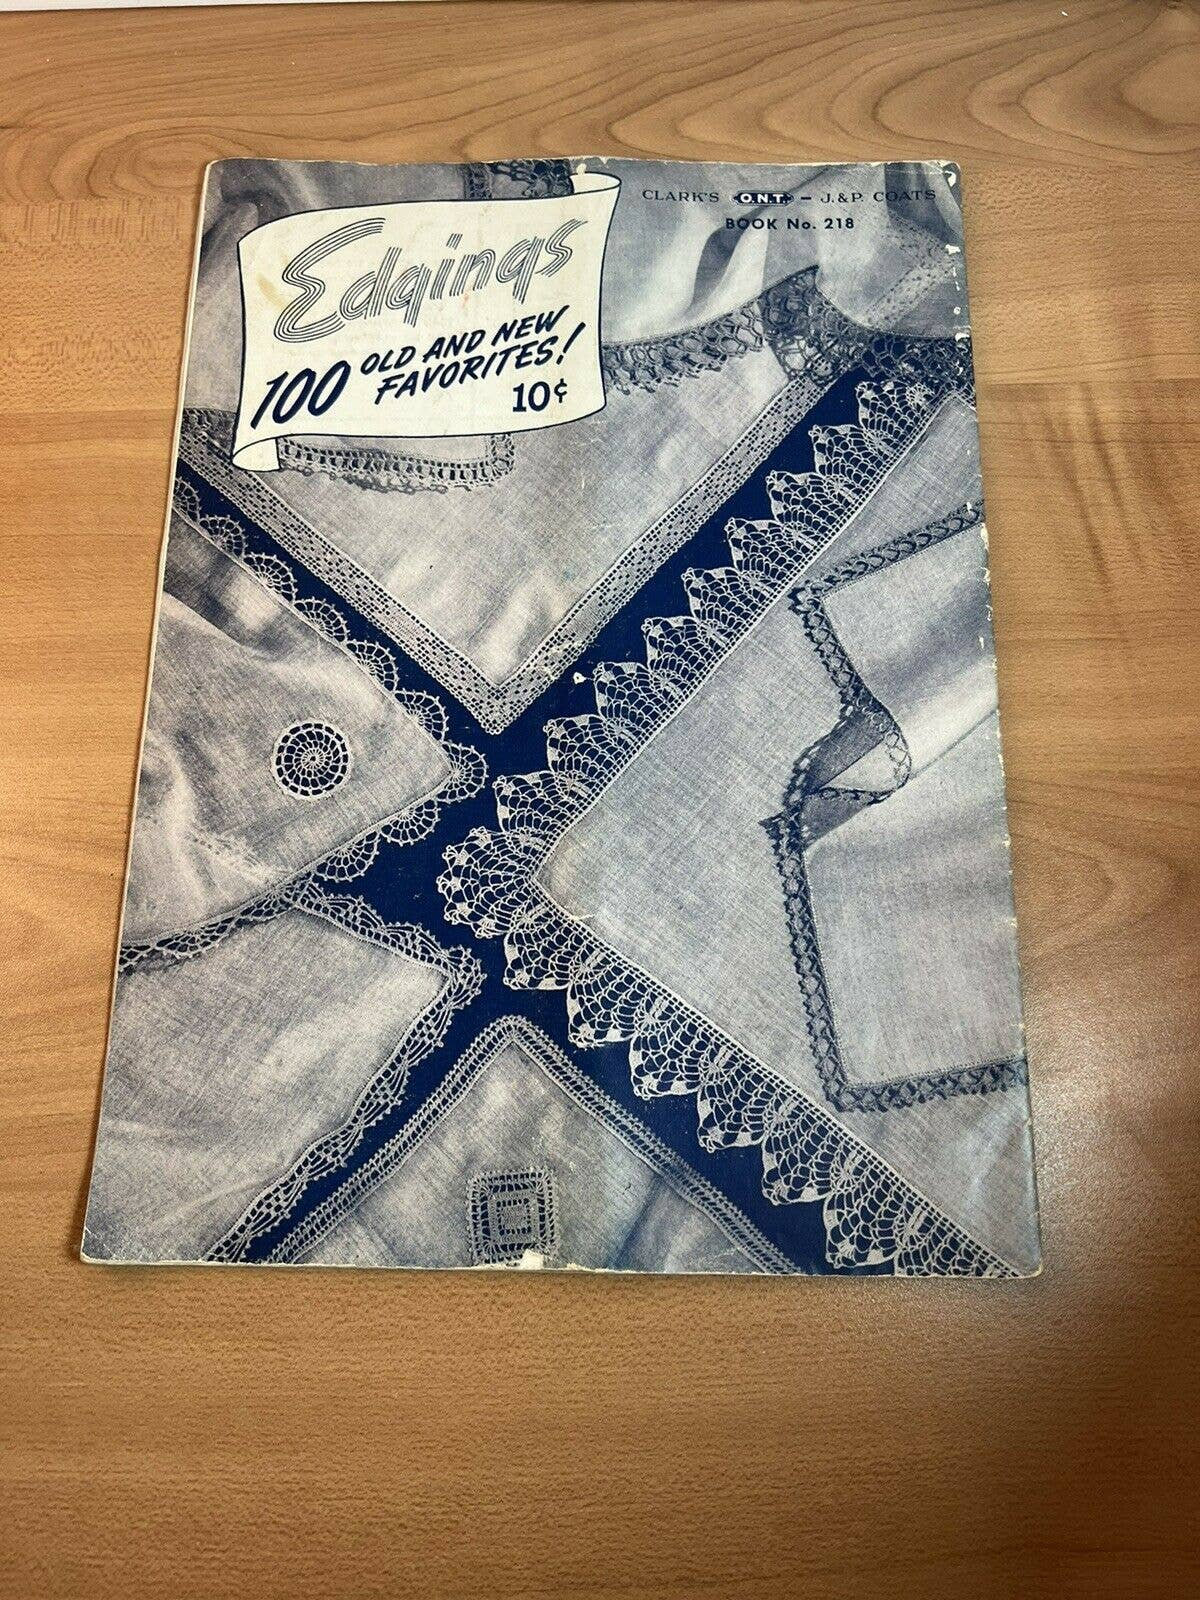 CLARK'S O.N.T. - J. & P. COATS
BOOK No. 218
Edgings
100 OLD AND NEW
FAVORITES!
10¢